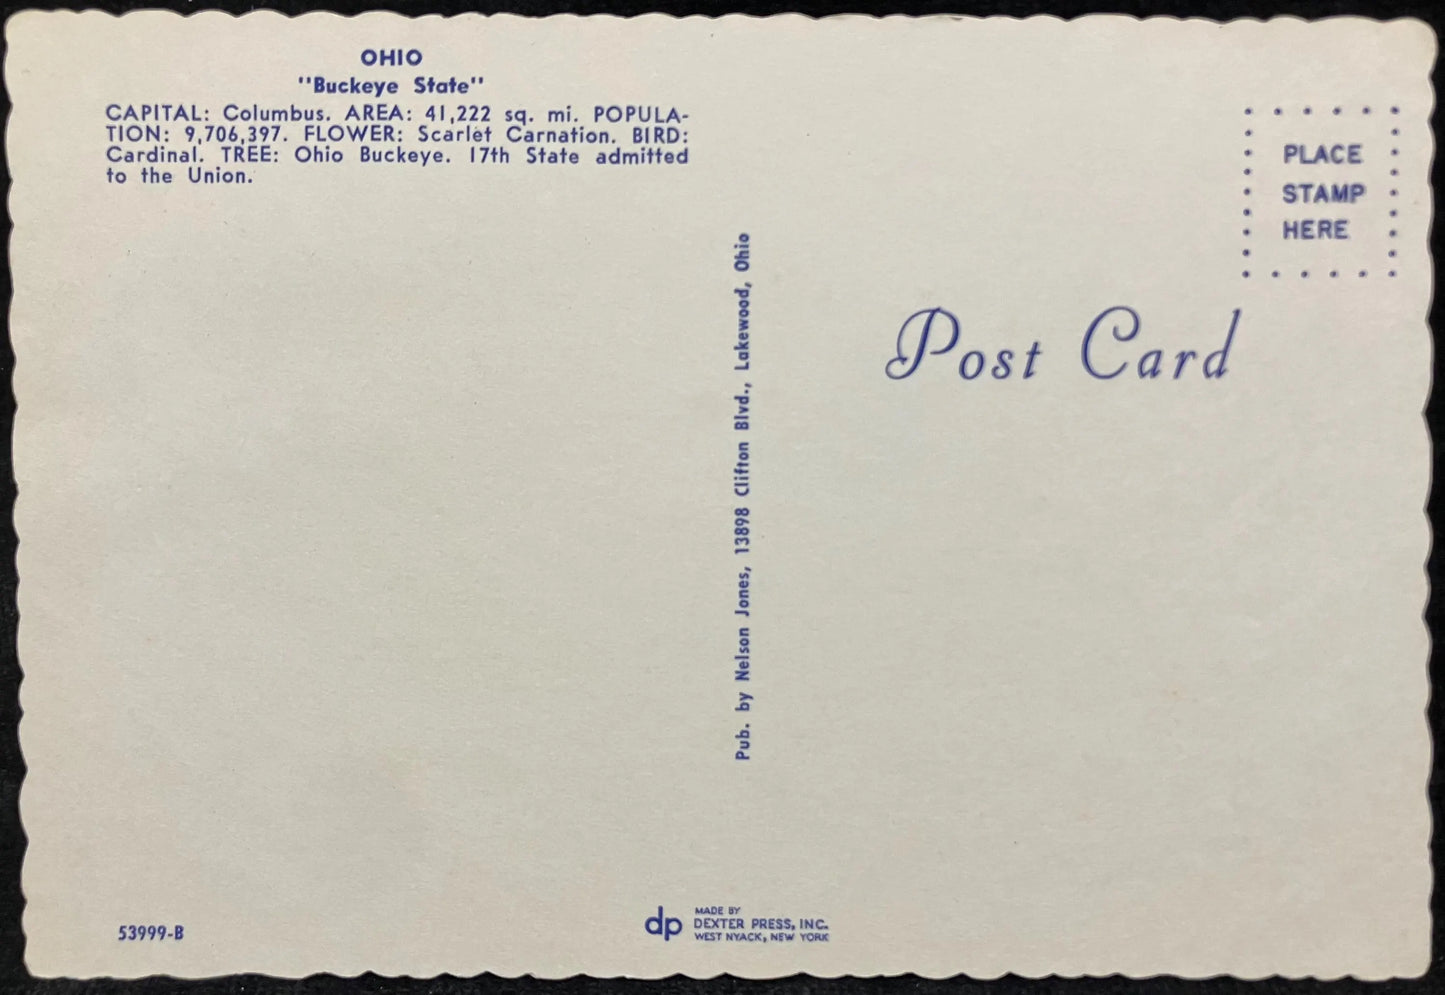 OHIO
"Buckeye State"
CAPITAL: Columbus. AREA: 41,222 sq. mi. POPULA-
TION: 9,706,397. FLOWER: Scarlet Carnation. BIRD:
Cardinal. TREE: Ohio Buckeye. 17th State admitted
to the Union.
PLACE
STAMP
HERE
Post Card
Pub. by Nelson Jones, 13898 Clifton Blvd., Lakewood, Ohio
53999-B
dp
MADE BY
DEXTER PRESS, INC.
WEST NYACK, NEW YORK